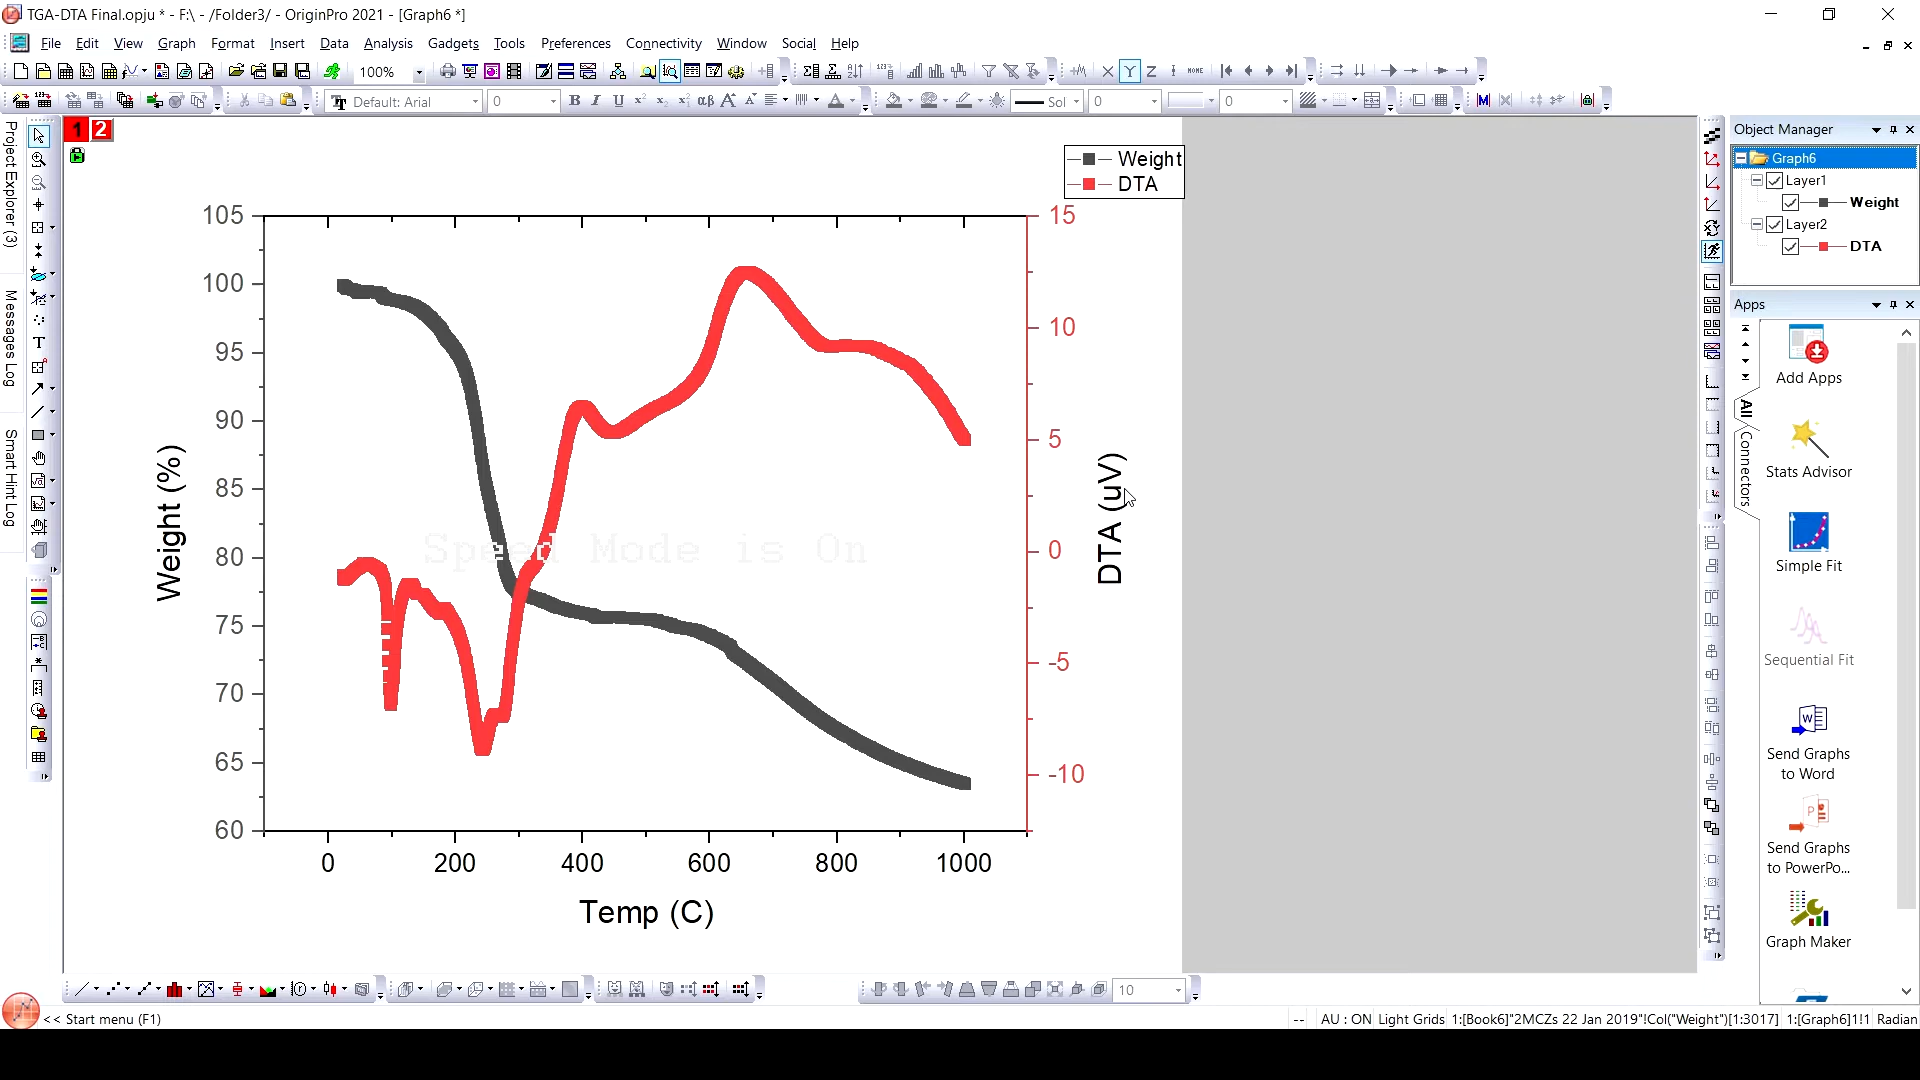 TGA-DTA Final.opju * - F:\ - /Folder3/ - OriginPro 2021 - [Graph6 *]
File Edit View Graph Format Insert Data Analysis Gadgets Tools Preferences Connectivity Window Social Help
100%
Default: Arial 0 B I U αβ A A A Sol 0 0
1 2
Project Explorer (3)
Messages Log
Smart Hint Log
Weight
DTA
105
100
95
90
85
80
75
70
65
60
Weight (%)
15
10
5
0
-5
-10
DTA (uV)
Speed Mode is On
0 200 400 600 800 1000
Temp (C)
Object Manager
Graph6
Layer1
Weight
Layer2
DTA
Apps
All
Connectors
Add Apps
Stats Advisor
Simple Fit
Sequential Fit
Send Graphs
to Word
Send Graphs
to PowerPo...
Graph Maker
10
<< Start menu (F1)
-- AU : ON Light Grids 1:[Book6]"2MCZs 22 Jan 2019"!Col("Weight")[1:3017] 1:[Graph6]1!1 Radian